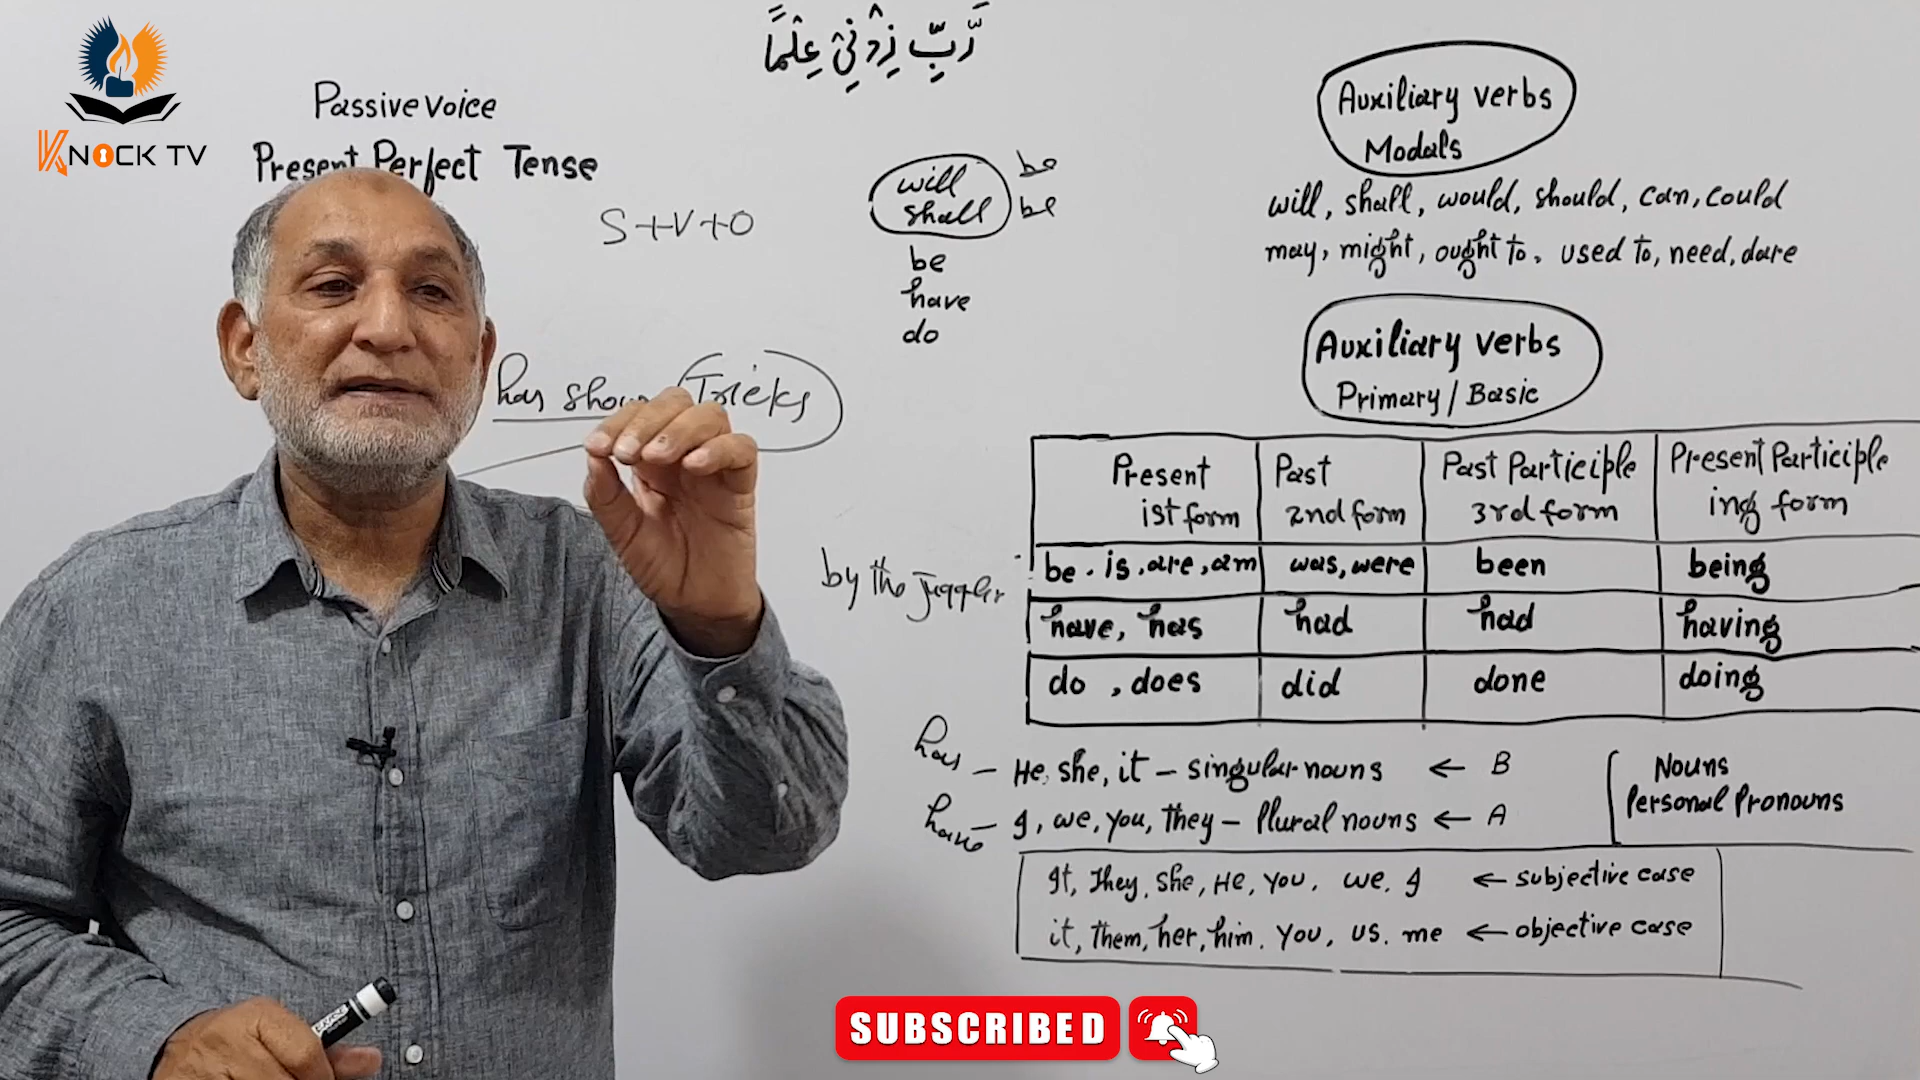 رَّبِّ زِدْنِيْ عِلْمًا
KNOCK TV
Passive Voice
Present Perfect Tense
S+V+O
will be
shall be
be
have
do
has shown Tricks
by the juggler
Auxiliary verbs
Modals
will, shall, would, should, can, could
may, might, ought to, used to, need, dare
Auxiliary verbs
Primary/Basic
Present 1st form
Past 2nd form
Past Participle 3rd form
Present Participle ing form
be, is, are, am was, were been being
have, has had had having
do, does did done doing
has – He, she, it – singular nouns ← B
have – I, we, you, They – Plural nouns ← A
Nouns
Personal Pronouns
It, They, she, He, you, we, I ← subjective case
it, them, her, him, you, us, me ← objective case
SUBSCRIBED